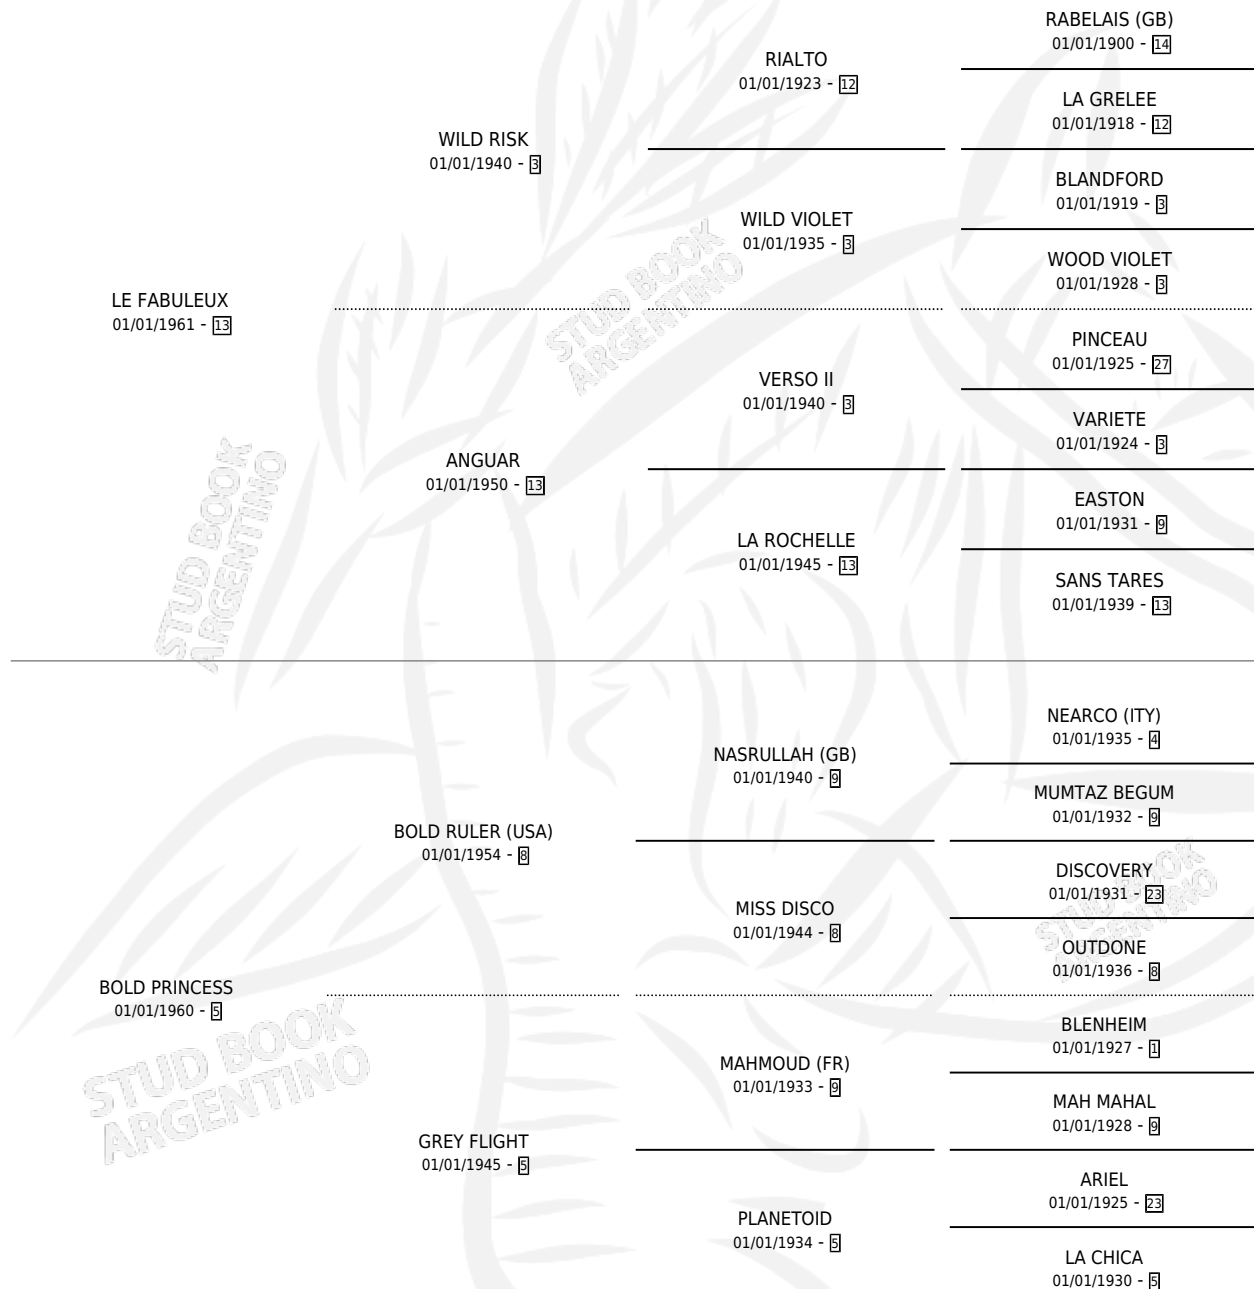 RABELAIS (GB)
01/01/1900 - 14
RIALTO
01/01/1923 - 12
LA GRELEE
01/01/1918 - 12
WILD RISK
01/01/1940 - 3
BLANDFORD
01/01/1919 - 3
WILD VIOLET
01/01/1935 - 3
WOOD VIOLET
01/01/1928 - 3
LE FABULEUX
01/01/1961 - 13
PINCEAU
01/01/1925 - 27
VERSO II
01/01/1940 - 3
VARIETE
01/01/1924 - 3
ANGUAR
01/01/1950 - 13
EASTON
01/01/1931 - 9
LA ROCHELLE
01/01/1945 - 13
SANS TARES
01/01/1939 - 13
NEARCO (ITY)
01/01/1935 - 4
NASRULLAH (GB)
01/01/1940 - 9
MUMTAZ BEGUM
01/01/1932 - 9
BOLD RULER (USA)
01/01/1954 - 8
DISCOVERY
01/01/1931 - 23
MISS DISCO
01/01/1944 - 8
OUTDONE
01/01/1936 - 8
BOLD PRINCESS
01/01/1960 - 5
BLENHEIM
01/01/1927 - 1
MAHMOUD (FR)
01/01/1933 - 9
MAH MAHAL
01/01/1928 - 9
GREY FLIGHT
01/01/1945 - 5
ARIEL
01/01/1925 - 23
PLANETOID
01/01/1934 - 5
LA CHICA
01/01/1930 - 5
STUD BOOK
ARGENTINO
STUD BOOK
ARGENTINO
STUD BOOK
ARGENTINO
STUD BOOK
ARGENTINO